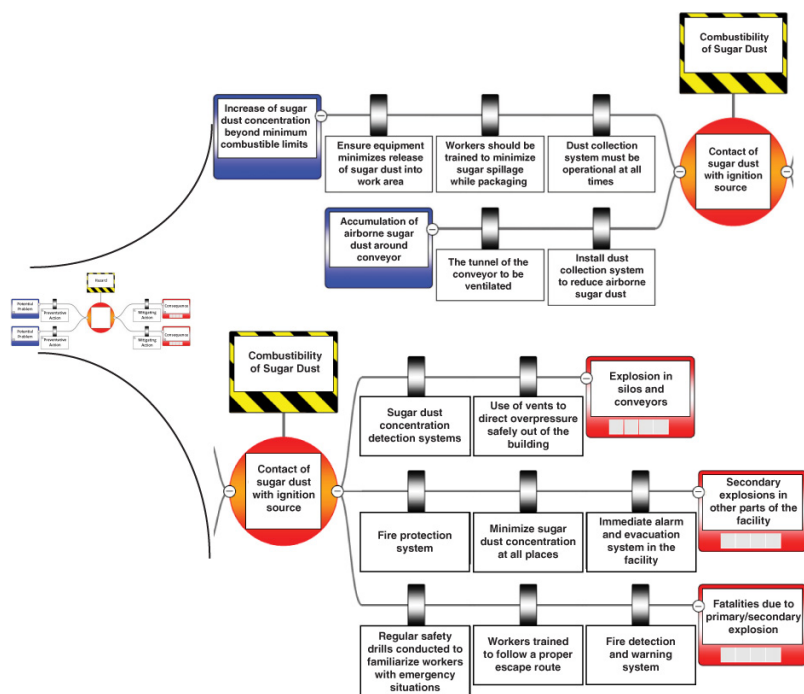 Combustibility
of Sugar Dust
Increase of sugar
dust concentration
beyond minimum
combustible limits
Ensure equipment
minimizes release
of sugar dust into
work area
Workers should be
trained to minimize
sugar spillage
while packaging
Dust collection
system must be
operational at all
times
Contact of
sugar dust
with ignition
source
Accumulation of
airborne sugar
dust around
conveyor
The tunnel of the
conveyor to be
ventilated
Install dust
collection system
to reduce airborne
sugar dust
Hazard
Potential
Problem
Preventative
Action
Mitigating
Action
Consequence
Potential
Problem
Preventative
Action
Mitigating
Action
Consequence
Combustibility
of Sugar Dust
Contact of
sugar dust
with ignition
source
Sugar dust
concentration
detection systems
Use of vents to
direct overpressure
safely out of the
building
Explosion in
silos and
conveyors
Fire protection
system
Minimize sugar
dust concentration
at all places
Immediate alarm
and evacuation
system in the
facility
Secondary
explosions in
other parts of the
facility
Regular safety
drills conducted to
familiarize workers
with emergency
situations
Workers trained
to follow a proper
escape route
Fire detection
and warning
system
Fatalities due to
primary/secondary
explosion